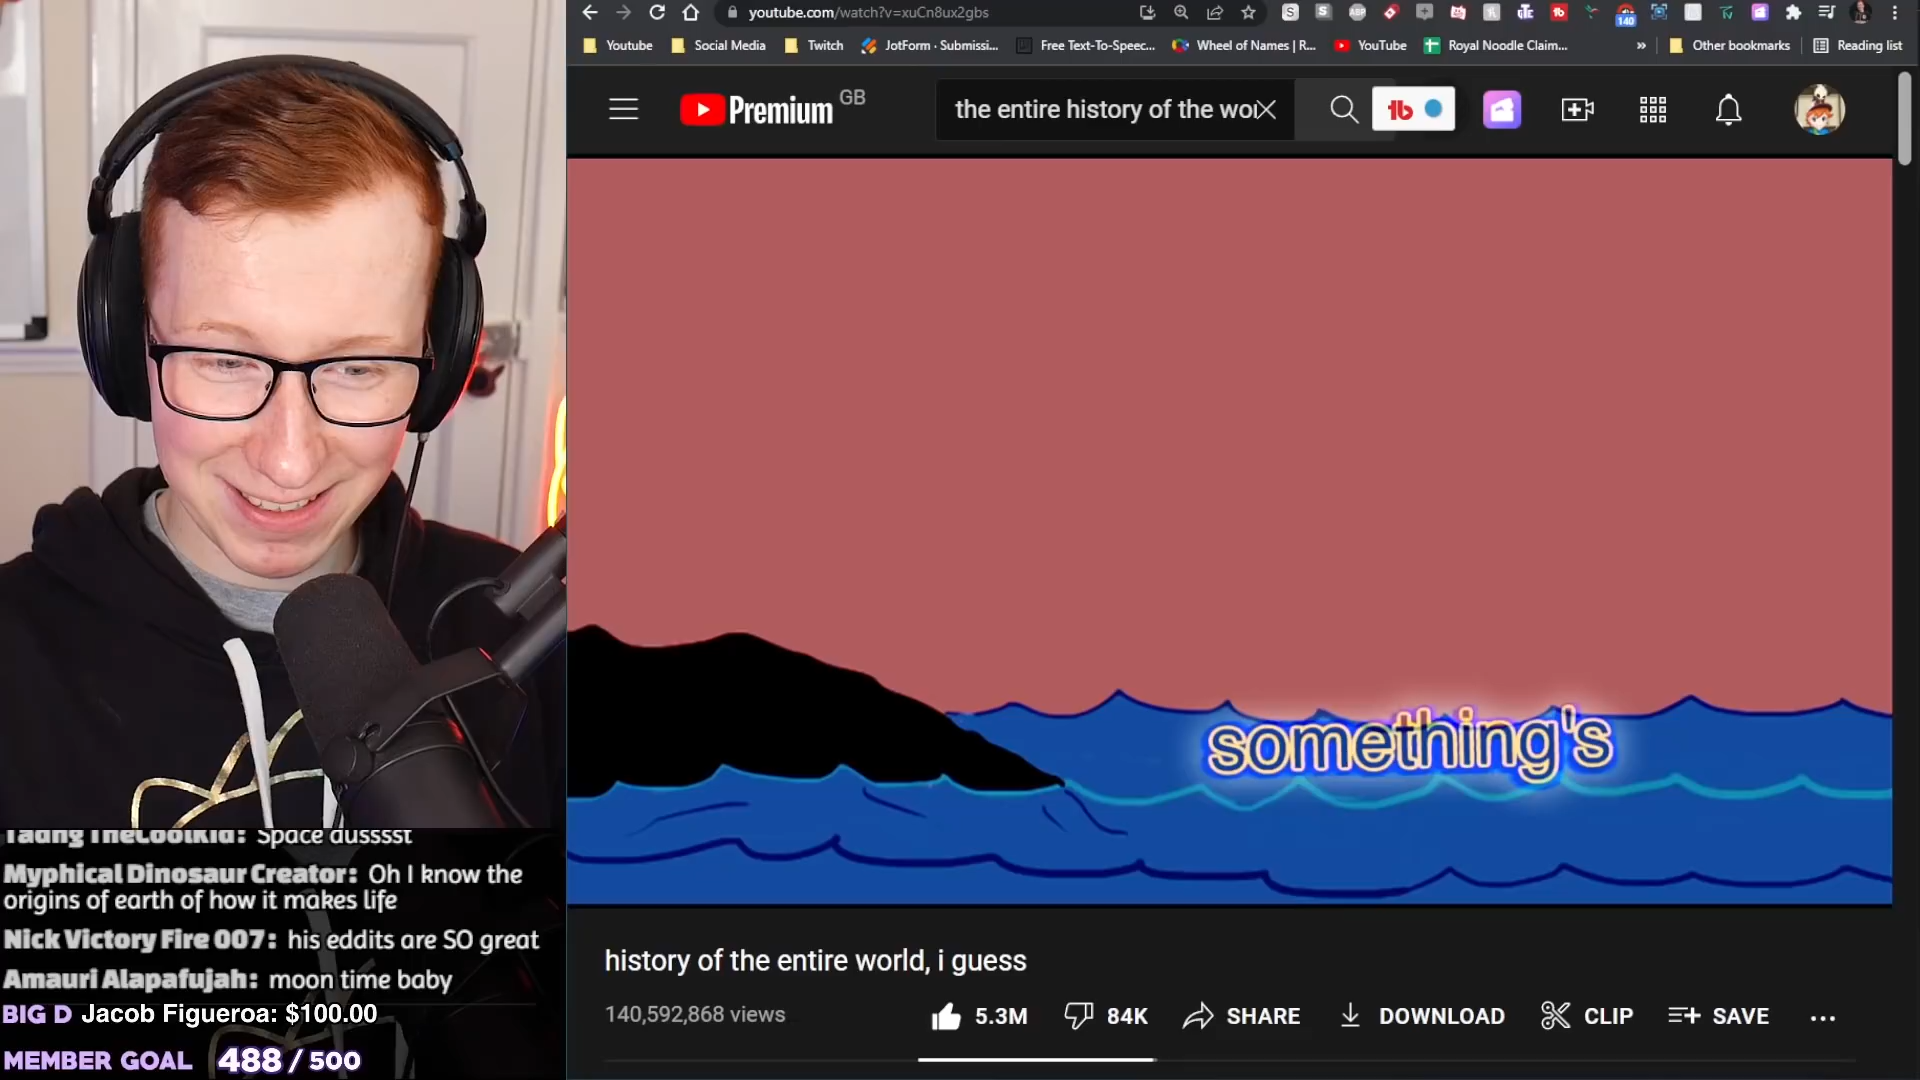 youtube.com/watch?v=xuCn8ux2gbs
140
Youtube Social Media Twitch JotForm · Submissi... Free Text-To-Speec... Wheel of Names | R... YouTube Royal Noodle Claim... » Other bookmarks Reading list
Premium GB
the entire history of the wo
tb
something's
history of the entire world, i guess
140,592,868 views
5.3M 84K SHARE DOWNLOAD CLIP SAVE ...
Tadhg TheCoolKid: Space dusssst
Myphical Dinosaur Creator: Oh I know the
origins of earth of how it makes life
Nick Victory Fire 007: his eddits are SO great
Amauri Alapafujah: moon time baby
BIG D Jacob Figueroa: $100.00
MEMBER GOAL 488 / 500